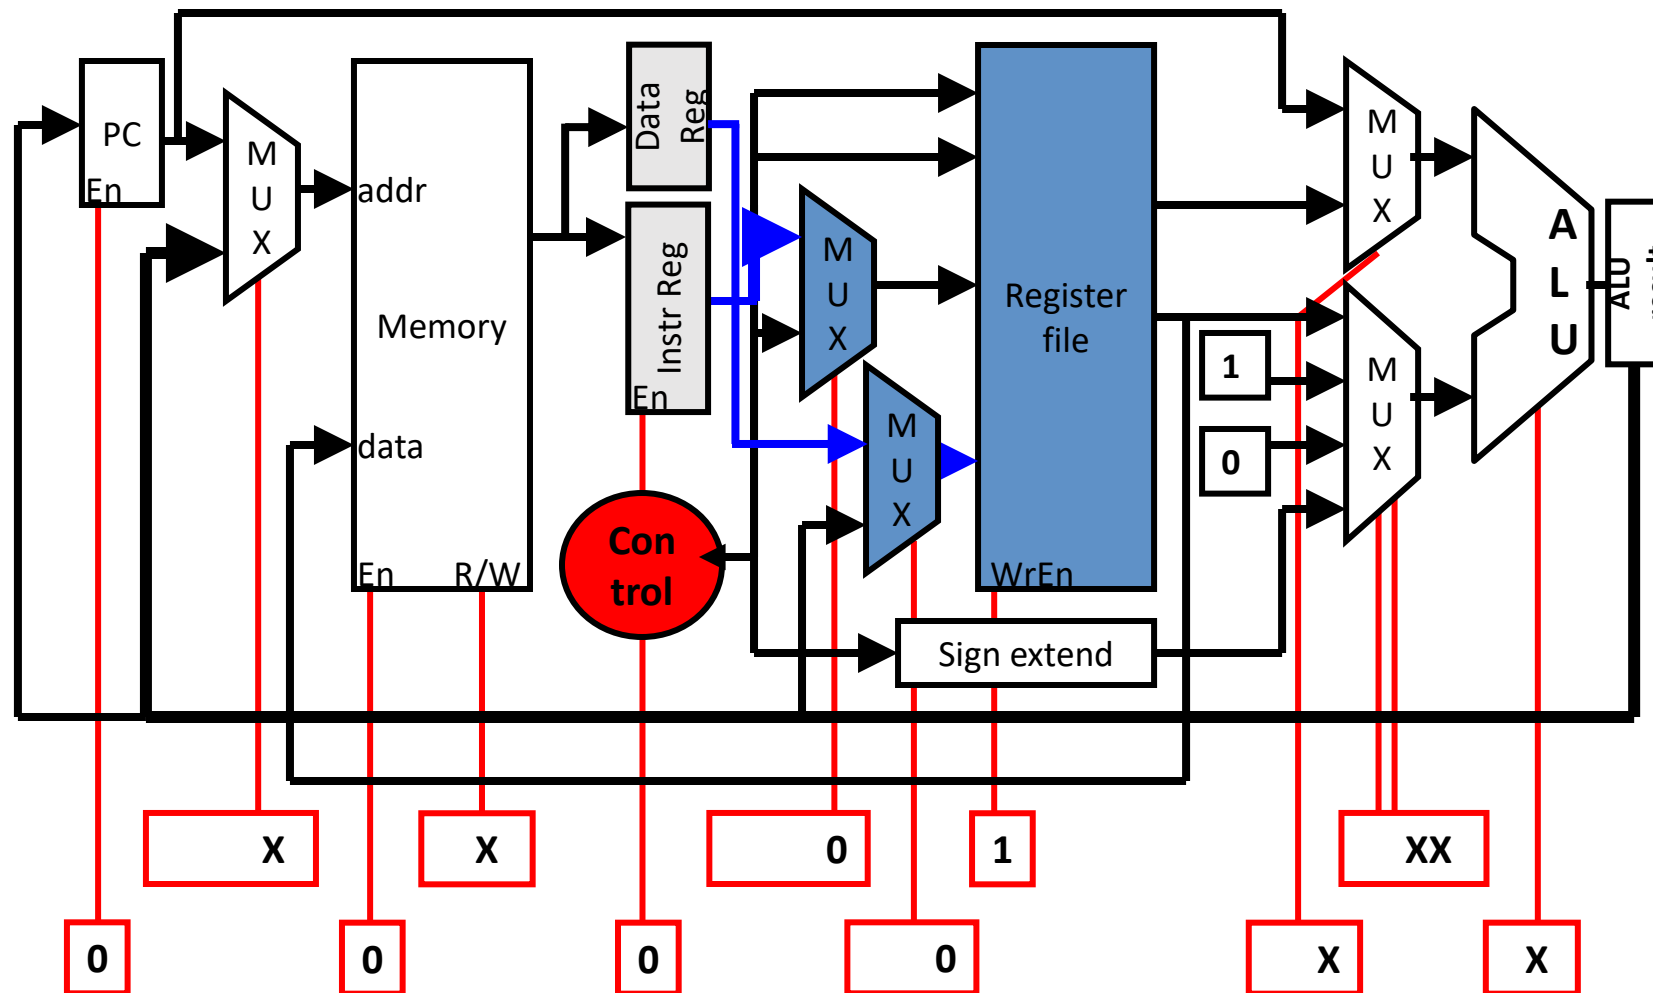 PC
En
M
U
X
addr
Memory
data
En
R/W
Data
Reg
Instr Reg
En
Con
trol
M
U
X
M
U
X
Register
file
WrEn
Sign extend
M
U
X
1
0
M
U
X
A
L
U
ALU
X
X
0
1
XX
0
0
0
0
X
X